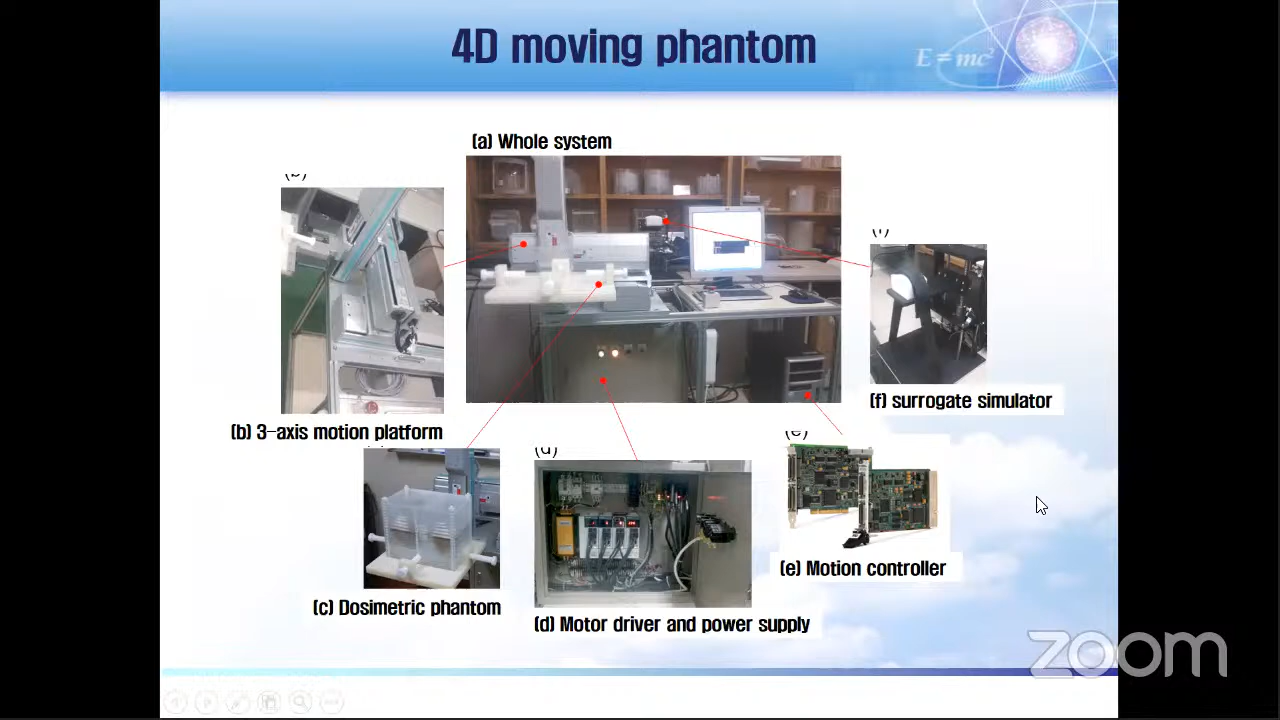 4D moving phantom
E = mc²
(a) Whole system
(b)
(f)
(f) surrogate simulator
(b) 3-axis motion platform
(d)
(e)
(e) Motion controller
(c) Dosimetric phantom
(d) Motor driver and power supply
zoom